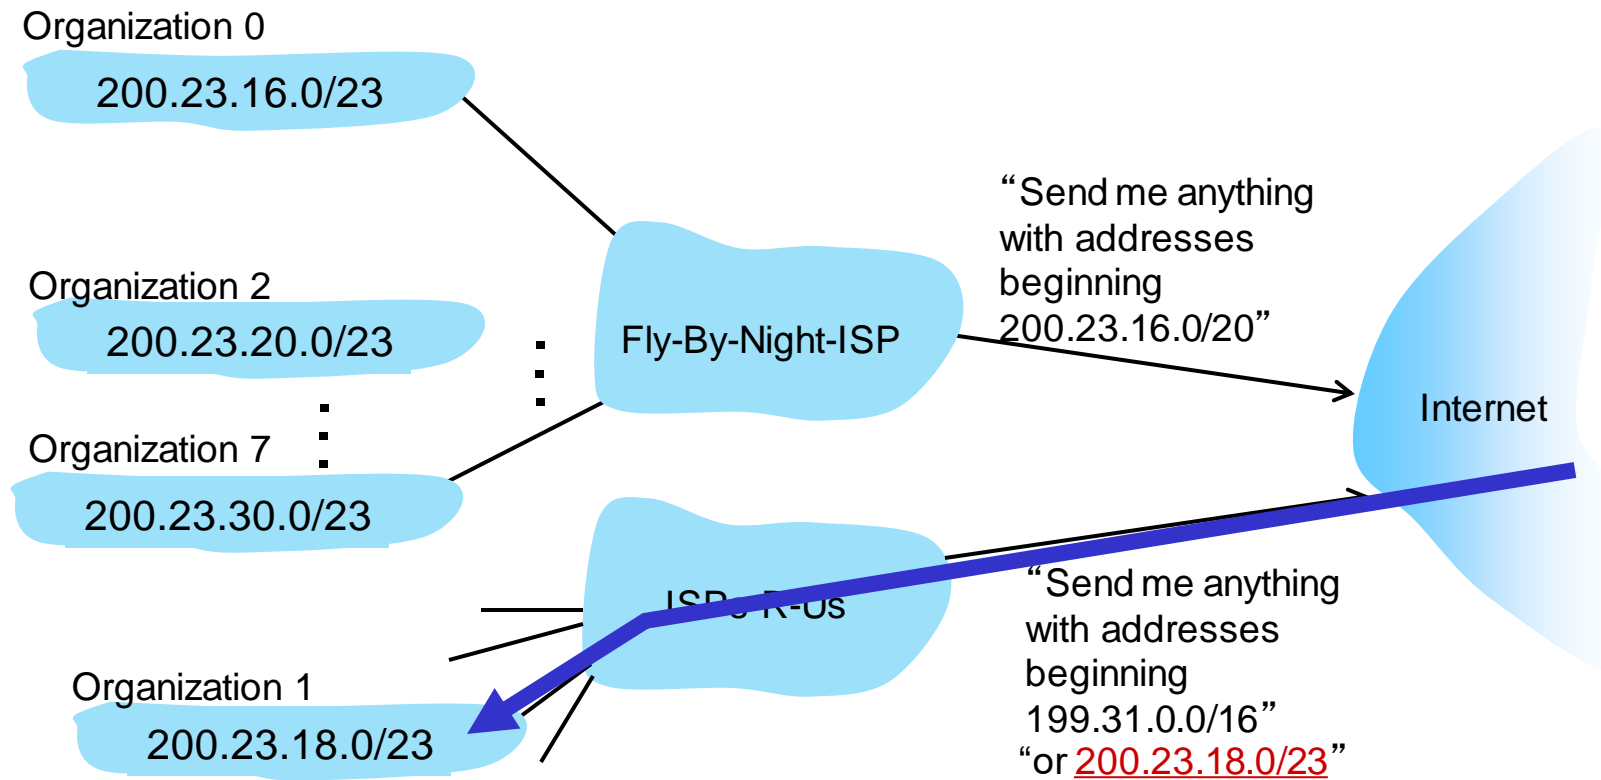 Organization 0
200.23.16.0/23
Organization 2
200.23.20.0/23
Organization 7
200.23.30.0/23
Fly-By-Night-ISP
“Send me anything
with addresses
beginning
200.23.16.0/20”
Internet
ISPs-R-Us
Organization 1
200.23.18.0/23
“Send me anything
with addresses
beginning
199.31.0.0/16”
“or 200.23.18.0/23”